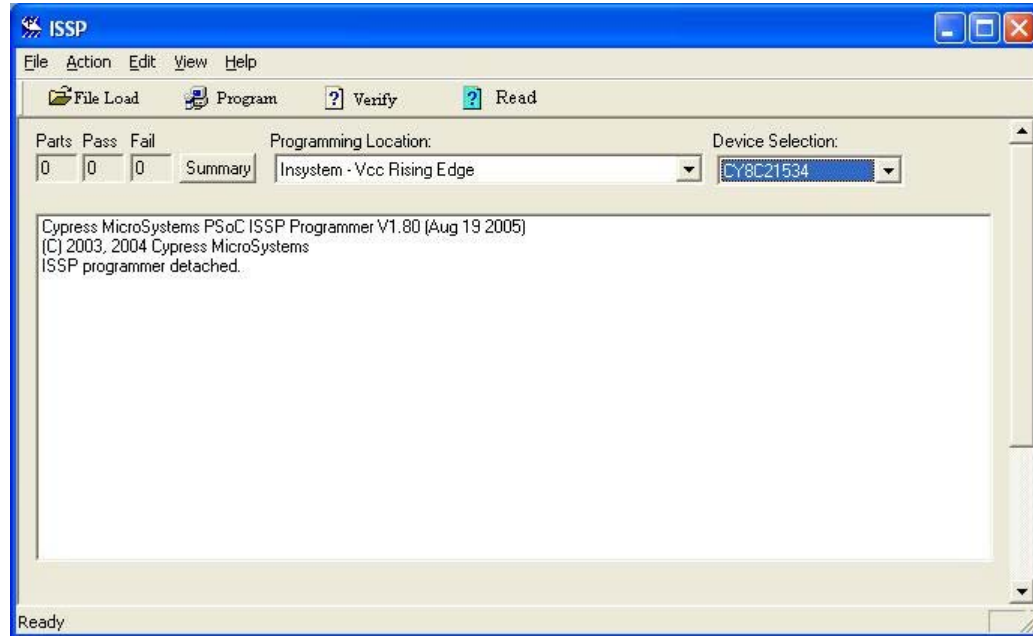 ISSP
File Action Edit View Help
File Load Program Verify Read
Parts Pass Fail Programming Location: Device Selection:
0 0 0 Summary Insystem - Vcc Rising Edge CY8C21534
Cypress MicroSystems PSoC ISSP Programmer V1.80 (Aug 19 2005)
(C) 2003, 2004 Cypress MicroSystems
ISSP programmer detached.
Ready